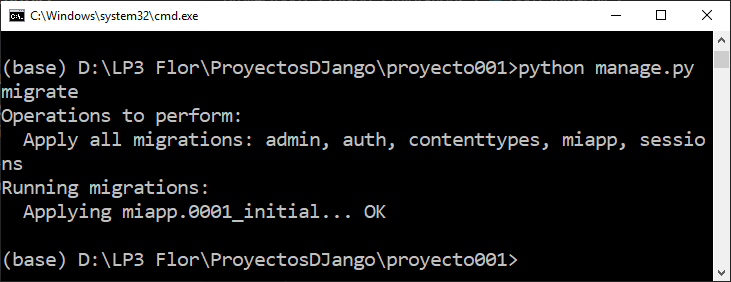 C:\Windows\system32\cmd.exe
(base) D:\LP3 Flor\ProyectosDJango\proyecto001>python manage.py
migrate
Operations to perform:
  Apply all migrations: admin, auth, contenttypes, miapp, sessio
ns
Running migrations:
  Applying miapp.0001_initial... OK
(base) D:\LP3 Flor\ProyectosDJango\proyecto001>